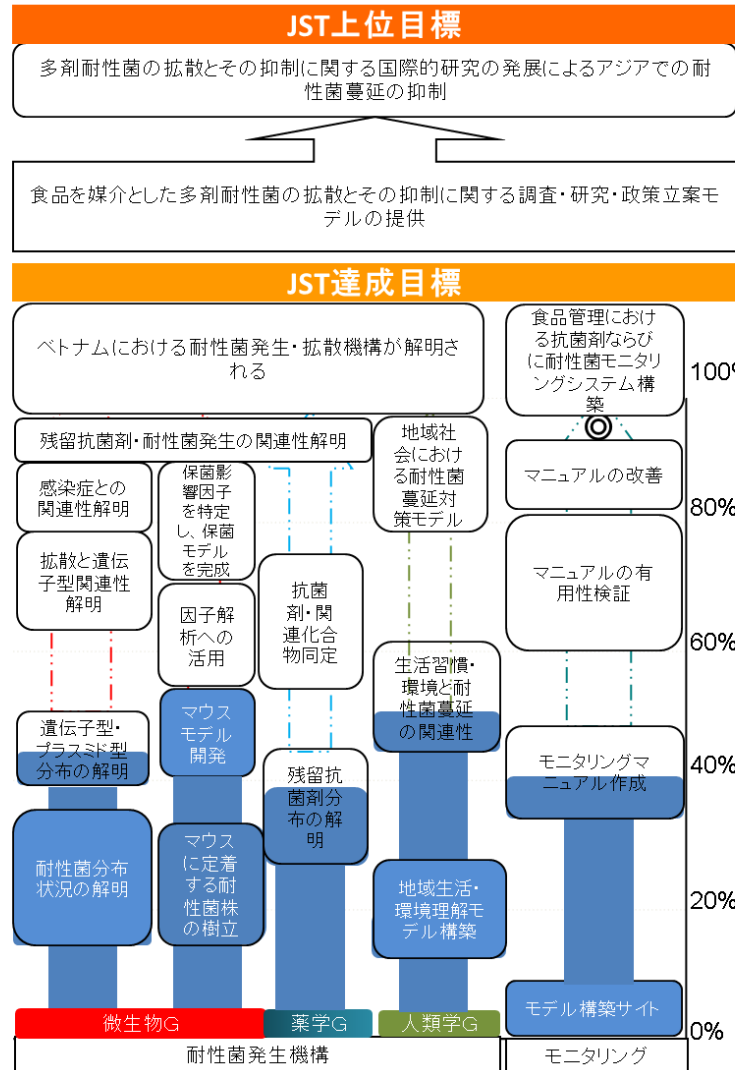 JST上位目標
多剤耐性菌の拡散とその抑制に関する国際的研究の発展によるアジアでの耐
性菌蔓延の抑制
食品を媒介とした多剤耐性菌の拡散とその抑制に関する調査・研究・政策立案モ
デルの提供
JST達成目標
ベトナムにおける耐性菌発生・拡散機構が解明さ
れる
食品管理におけ
る抗菌剤ならび
に耐性菌モニタリ
ングシステム構
築
100%
残留抗菌剤・耐性菌発生の関連性解明
地域社
会におけ
る耐性菌
蔓延対
策モデル
感染症との
関連性解明
保菌影
響因子
を特定
し、保菌
モデル
を完成
マニュアルの改善
80%
拡散と遺伝
子型関連性
解明
マニュアルの有
用性検証
因子解
析への
活用
抗菌
剤・関
連化合
物同定
60%
生活習慣・
環境と耐
性菌蔓延
の関連性
遺伝子型・
プラスミド型
分布の解明
マウス
モデル
開発
残留抗
菌剤分
布の解
明
モニタリングマ
ニュアル作成
40%
耐性菌分布
状況の解明
マウス
に定着
する耐
性菌株
の樹立
地域生活・
環境理解モ
デル構築
20%
モデル構築サイト
0%
微生物G
薬学G
人類学G
耐性菌発生機構
モニタリング